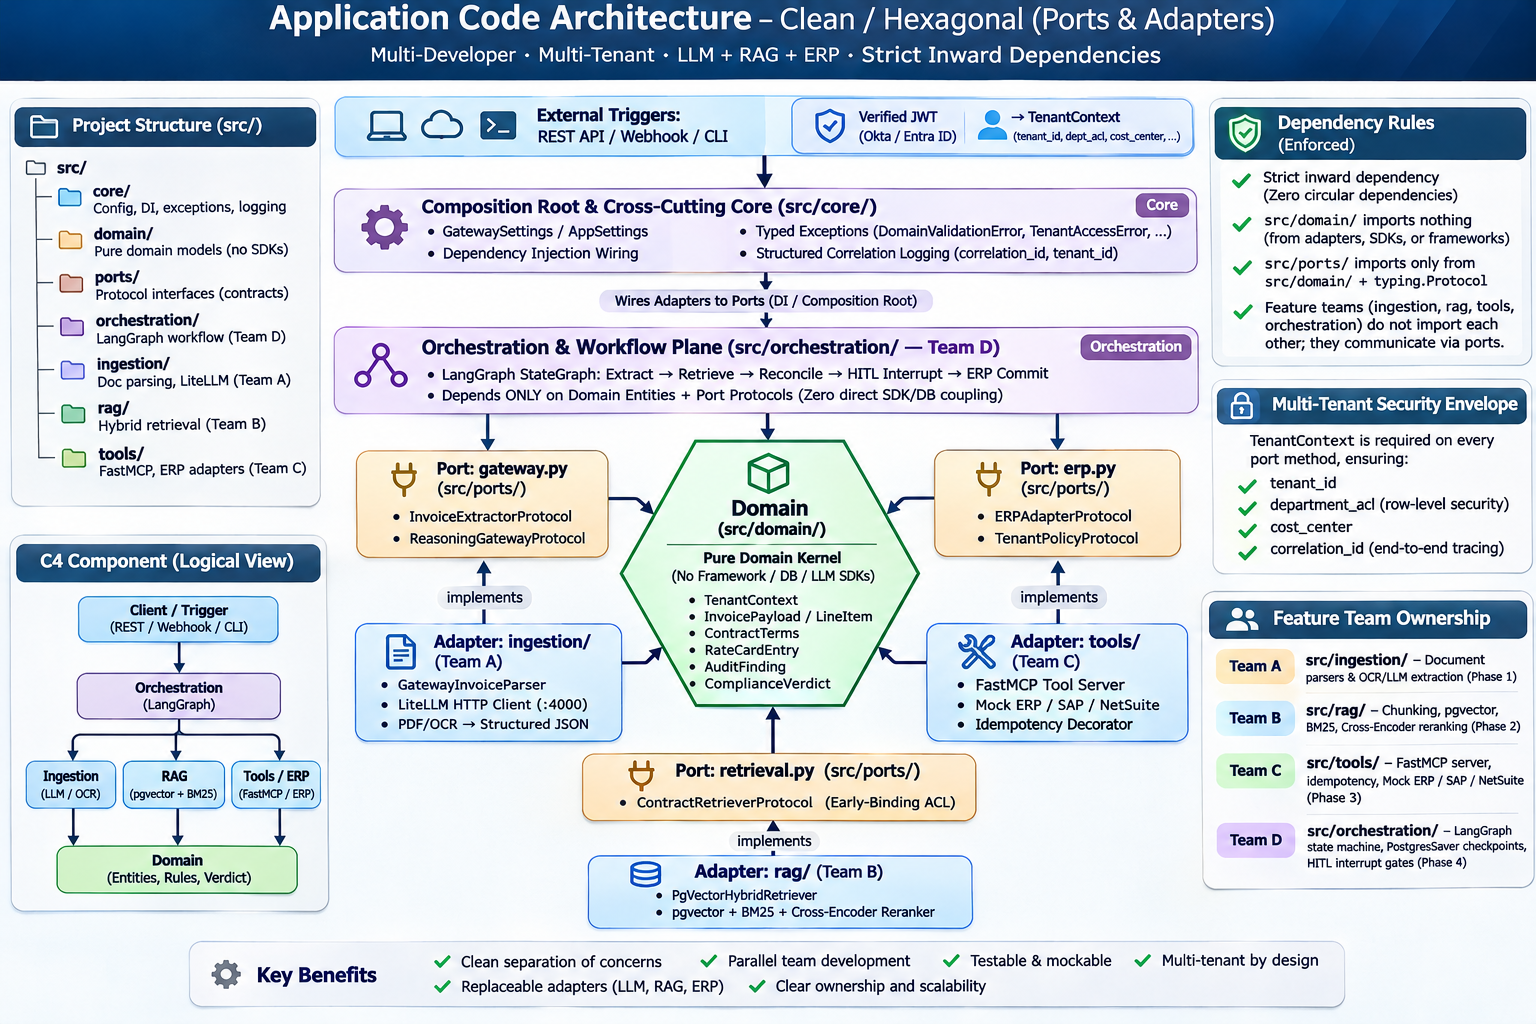 Application Code Architecture – Clean / Hexagonal (Ports & Adapters)
Multi-Developer · Multi-Tenant · LLM + RAG + ERP · Strict Inward Dependencies
Project Structure (src/)
src/
core/
Config, DI, exceptions, logging
domain/
Pure domain models (no SDKs)
ports/
Protocol interfaces (contracts)
orchestration/
LangGraph workflow (Team D)
ingestion/
Doc parsing, LiteLLM (Team A)
rag/
Hybrid retrieval (Team B)
tools/
FastMCP, ERP adapters (Team C)
C4 Component (Logical View)
Client / Trigger
(REST / Webhook / CLI)
Orchestration
(LangGraph)
Ingestion
(LLM / OCR)
RAG
(pgvector + BM25)
Tools / ERP
(FastMCP / ERP)
Domain
(Entities, Rules, Verdict)
External Triggers:
REST API / Webhook / CLI
Verified JWT
(Okta / Entra ID)
→ TenantContext
(tenant_id, dept_acl, cost_center, ...)
Composition Root & Cross-Cutting Core (src/core/)
Core
• GatewaySettings / AppSettings
• Dependency Injection Wiring
• Typed Exceptions (DomainValidationError, TenantAccessError, ...)
• Structured Correlation Logging (correlation_id, tenant_id)
Wires Adapters to Ports (DI / Composition Root)
Orchestration & Workflow Plane (src/orchestration/ — Team D)
Orchestration
• LangGraph StateGraph: Extract → Retrieve → Reconcile → HITL Interrupt → ERP Commit
• Depends ONLY on Domain Entities + Port Protocols (Zero direct SDK/DB coupling)
Port: gateway.py
(src/ports/)
• InvoiceExtractorProtocol
• ReasoningGatewayProtocol
implements
Adapter: ingestion/
(Team A)
• GatewayInvoiceParser
• LiteLLM HTTP Client (:4000)
• PDF/OCR → Structured JSON
Domain
(src/domain/)
Pure Domain Kernel
(No Framework / DB / LLM SDKs)
• TenantContext
• InvoicePayload / LineItem
• ContractTerms
• RateCardEntry
• AuditFinding
• ComplianceVerdict
Port: erp.py
(src/ports/)
• ERPAdapterProtocol
• TenantPolicyProtocol
implements
Adapter: tools/
(Team C)
• FastMCP Tool Server
• Mock ERP / SAP / NetSuite
• Idempotency Decorator
Port: retrieval.py (src/ports/)
• ContractRetrieverProtocol (Early-Binding ACL)
implements
Adapter: rag/ (Team B)
• PgVectorHybridRetriever
• pgvector + BM25 + Cross-Encoder Reranker
Dependency Rules
(Enforced)
Strict inward dependency
(Zero circular dependencies)
src/domain/ imports nothing
(from adapters, SDKs, or frameworks)
src/ports/ imports only from
src/domain/ + typing.Protocol
Feature teams (ingestion, rag, tools,
orchestration) do not import each
other; they communicate via ports.
Multi-Tenant Security Envelope
TenantContext is required on every
port method, ensuring:
tenant_id
department_acl (row-level security)
cost_center
correlation_id (end-to-end tracing)
Feature Team Ownership
Team A
src/ingestion/ – Document
parsers & OCR/LLM extraction (Phase 1)
Team B
src/rag/ – Chunking, pgvector,
BM25, Cross-Encoder reranking (Phase 2)
Team C
src/tools/ – FastMCP server,
idempotency, Mock ERP / SAP / NetSuite
(Phase 3)
Team D
src/orchestration/ – LangGraph
state machine, PostgresSaver checkpoints,
HITL interrupt gates (Phase 4)
Key Benefits
Clean separation of concerns
Parallel team development
Testable & mockable
Multi-tenant by design
Replaceable adapters (LLM, RAG, ERP)
Clear ownership and scalability